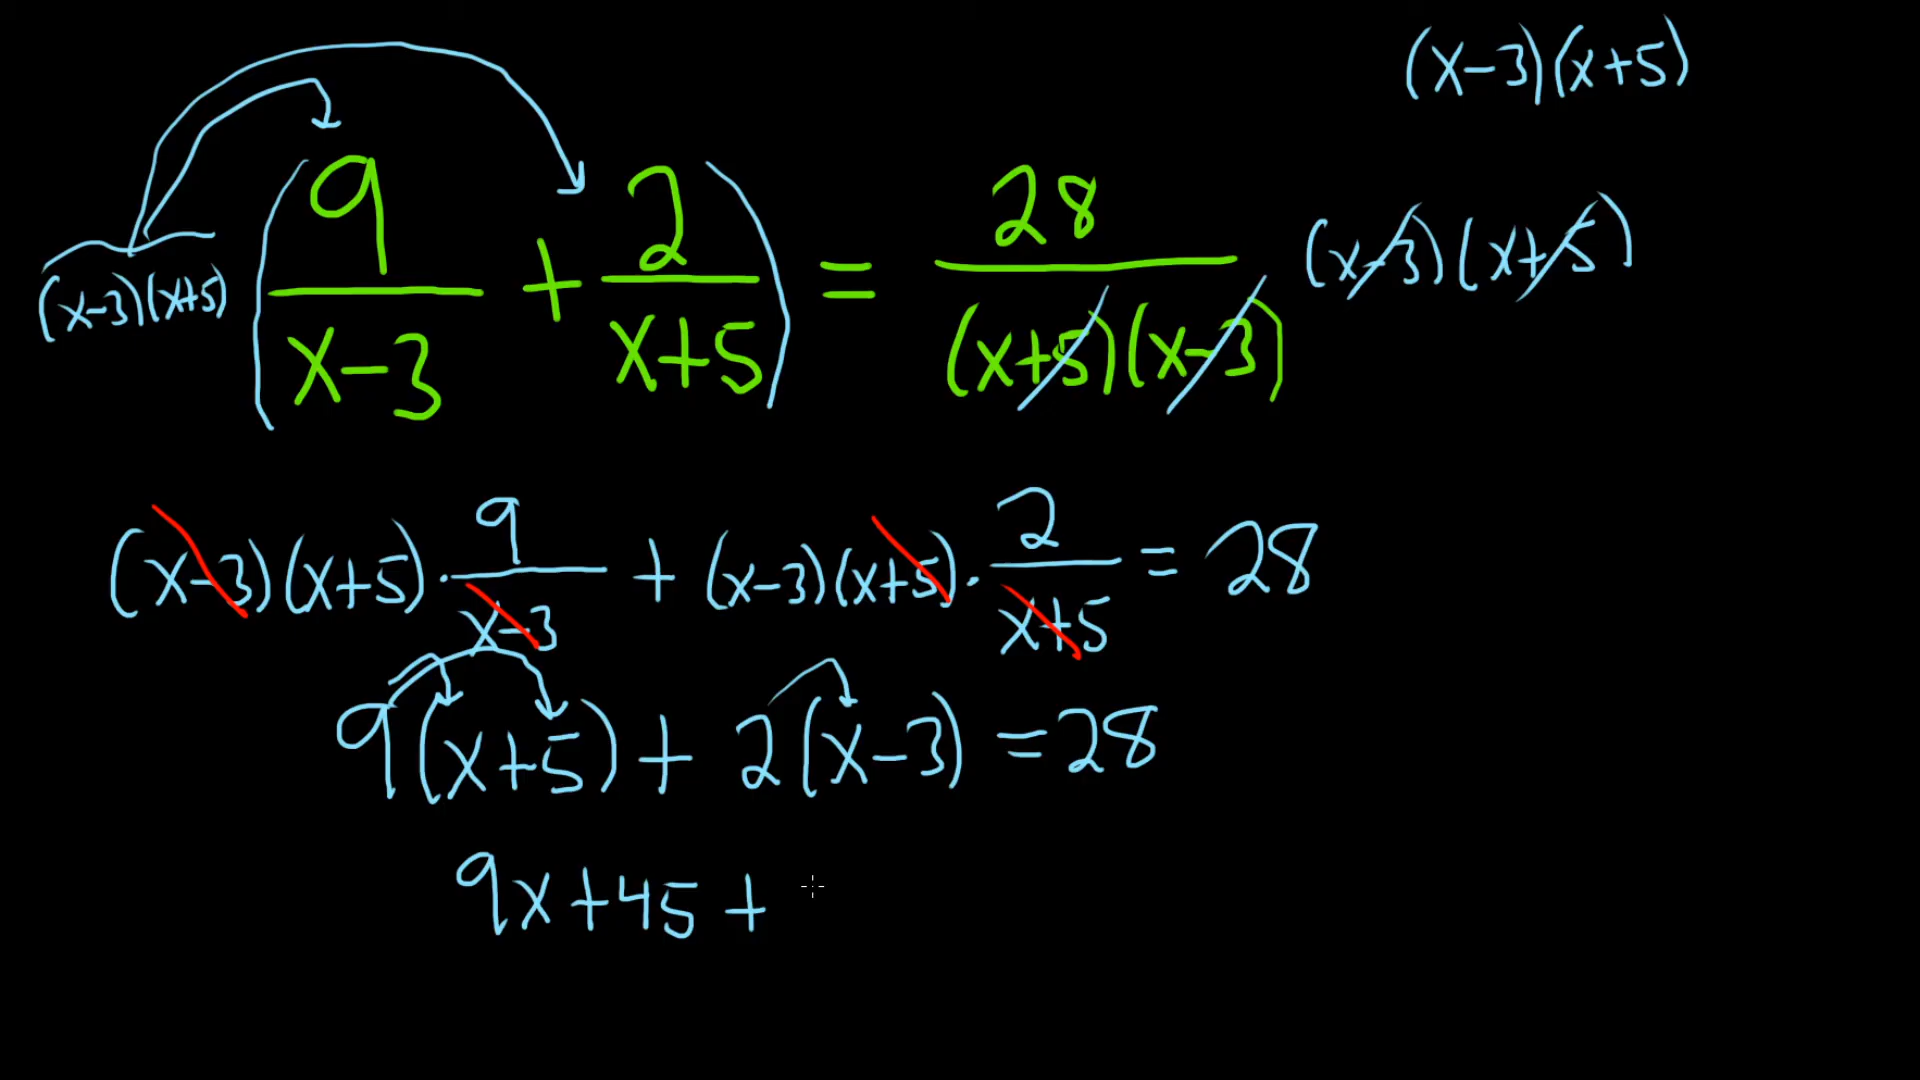 (x-3)(x+5)
(x-3)(x+5) (9/(x-3) + 2/(x+5)) = 28/((x+5)(x-3)) (x-3)(x+5)
(x-3)(x+5) · 9/(x-3) + (x-3)(x+5) · 2/(x+5) = 28
9(x+5) + 2(x-3) = 28
9x+45 +